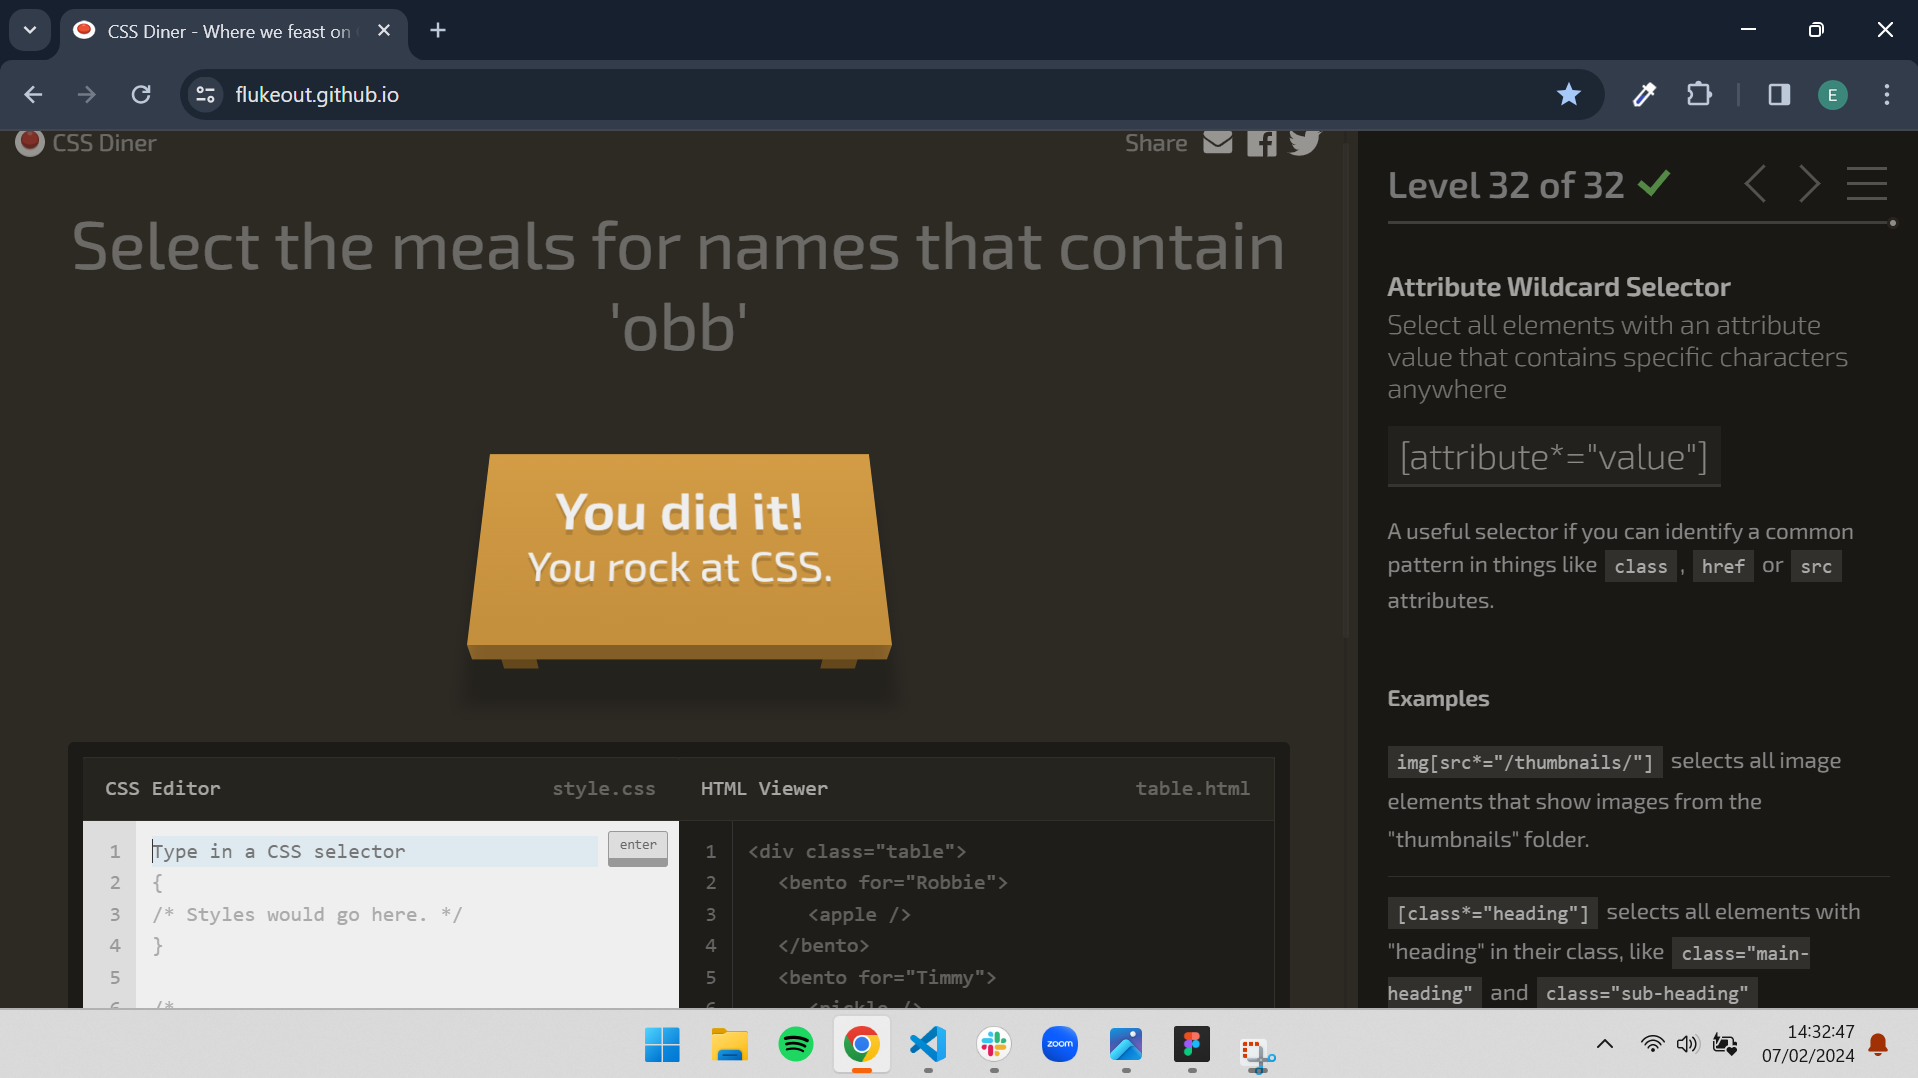 CSS Diner - Where we feast on
flukeout.github.io
E
CSS Diner
Share
Select the meals for names that contain
'obb'
You did it!
You rock at CSS.
CSS Editor
style.css
HTML Viewer
table.html
1
Type in a CSS selector
enter
2
{
3
/* Styles would go here. */
4
}
5
/*
1
<div class="table">
2
<bento for="Robbie">
3
<apple />
4
</bento>
5
<bento for="Timmy">
<pickle />
Level 32 of 32
Attribute Wildcard Selector
Select all elements with an attribute
value that contains specific characters
anywhere
[attribute*="value"]
A useful selector if you can identify a common
pattern in things like class , href or src
attributes.
Examples
img[src*="/thumbnails/"] selects all image
elements that show images from the
"thumbnails" folder.
[class*="heading"] selects all elements with
"heading" in their class, like class="main-
heading" and class="sub-heading"
zoom
14:32:47
07/02/2024